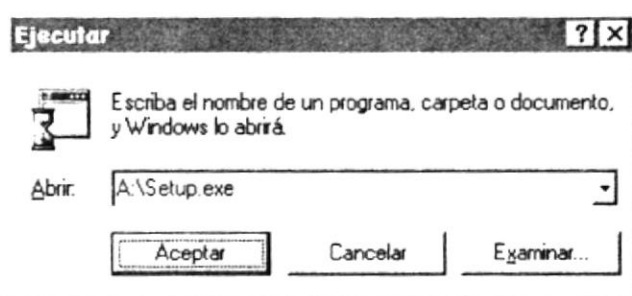 Ejecutar
Escriba el nombre de un programa, carpeta o documento,
y Windows lo abrirá.
Abrir:
A:\Setup.exe
Aceptar
Cancelar
Examinar...